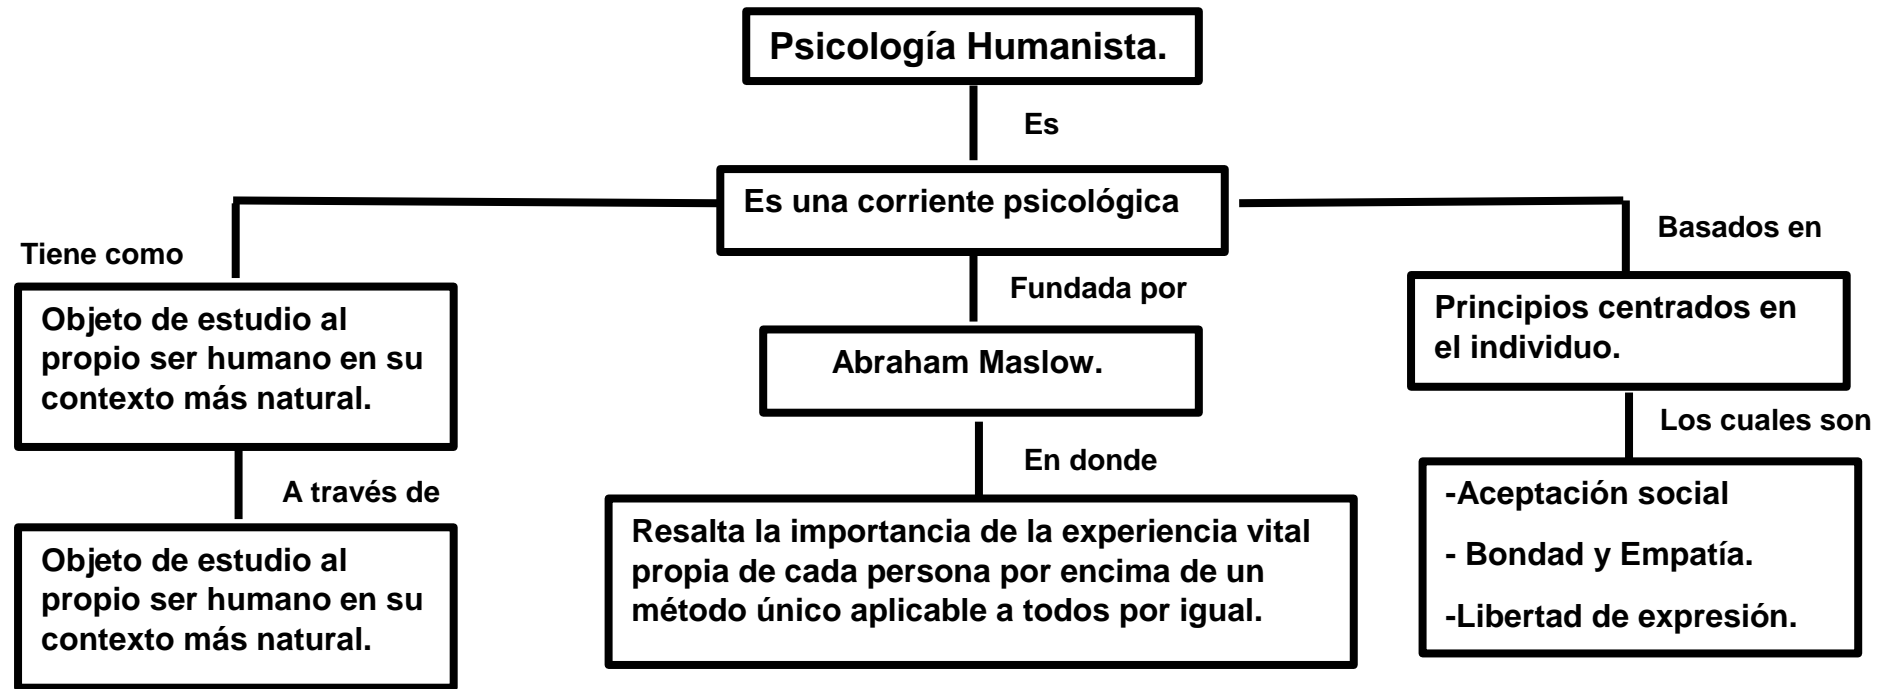 Psicología Humanista.
Es
Es una corriente psicológica
Tiene como
Objeto de estudio al
propio ser humano en su
contexto más natural.
A través de
Objeto de estudio al
propio ser humano en su
contexto más natural.
Fundada por
Abraham Maslow.
En donde
Resalta la importancia de la experiencia vital
propia de cada persona por encima de un
método único aplicable a todos por igual.
Basados en
Principios centrados en
el individuo.
Los cuales son
-Aceptación social
- Bondad y Empatía.
-Libertad de expresión.